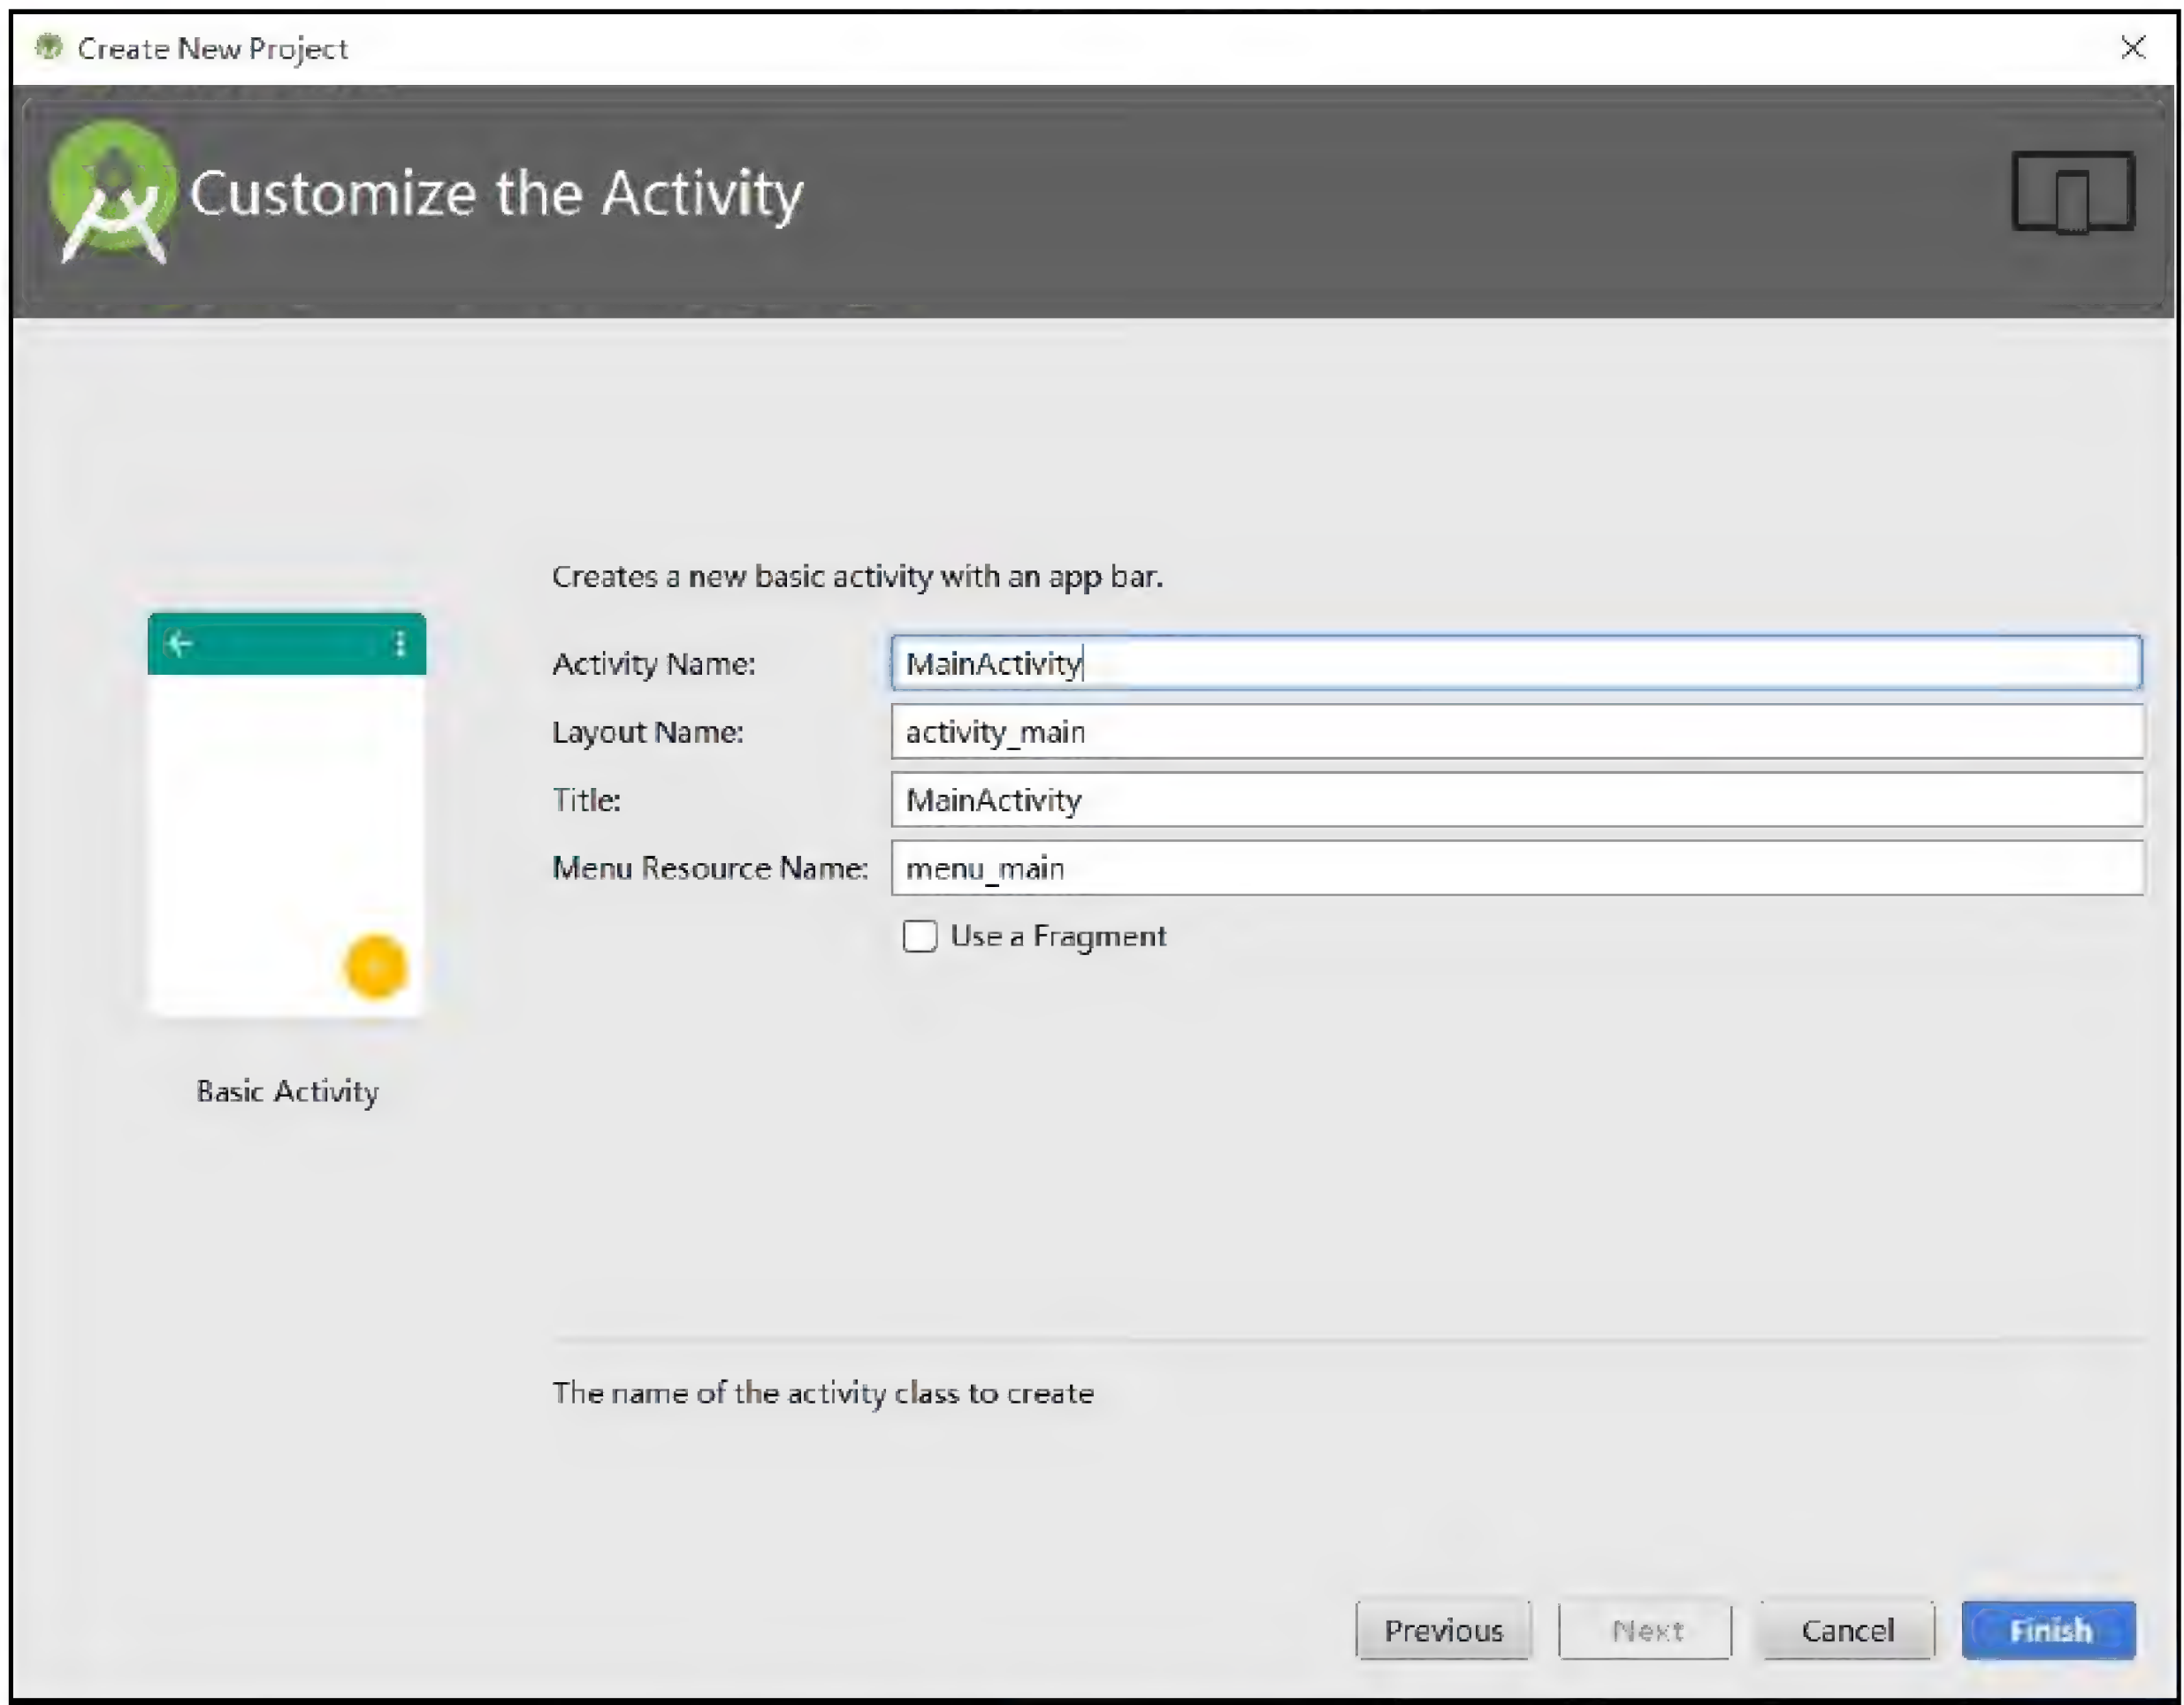 Create New Project
Customize the Activity
Creates a new basic activity with an app bar.
Activity Name: MainActivity
Layout Name: activity_main
Title: MainActivity
Menu Resource Name: menu_main
Use a Fragment
Basic Activity
The name of the activity class to create
Previous Next Cancel Finish